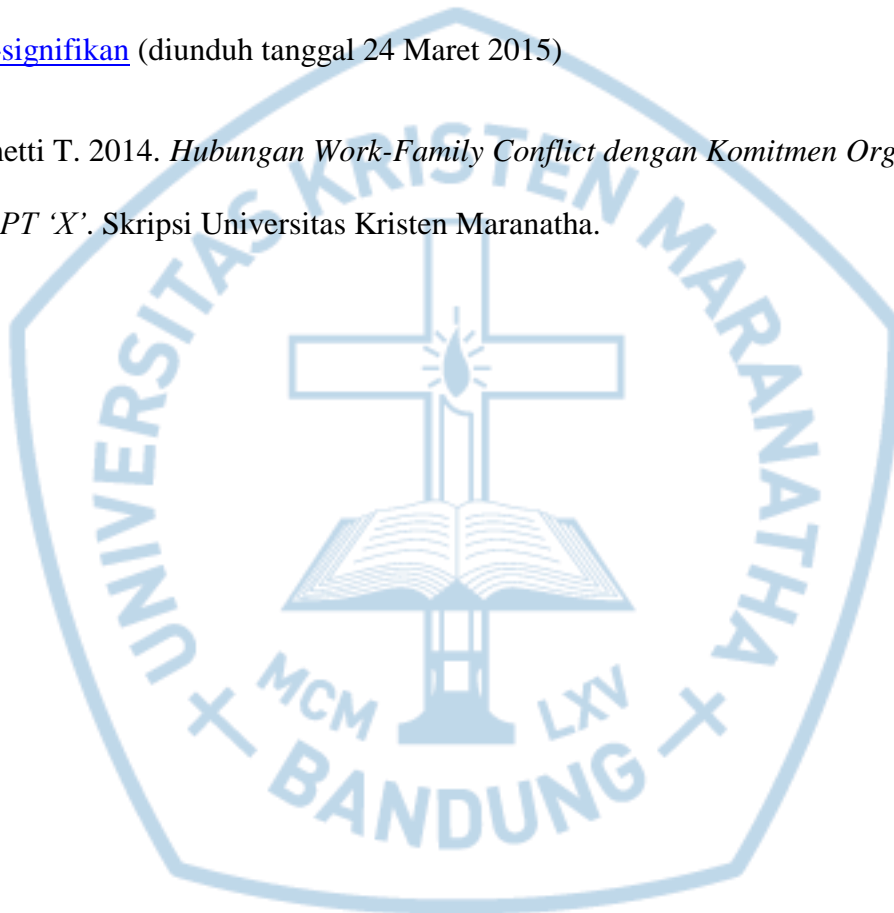 signifikan (diunduh tanggal 24 Maret 2015)
netti T. 2014. Hubungan Work-Family Conflict dengan Komitmen Org
PT ‘X’. Skripsi Universitas Kristen Maranatha.
UNIVERSITAS KRISTEN MARANATHA
MCM LXV
+ BANDUNG +